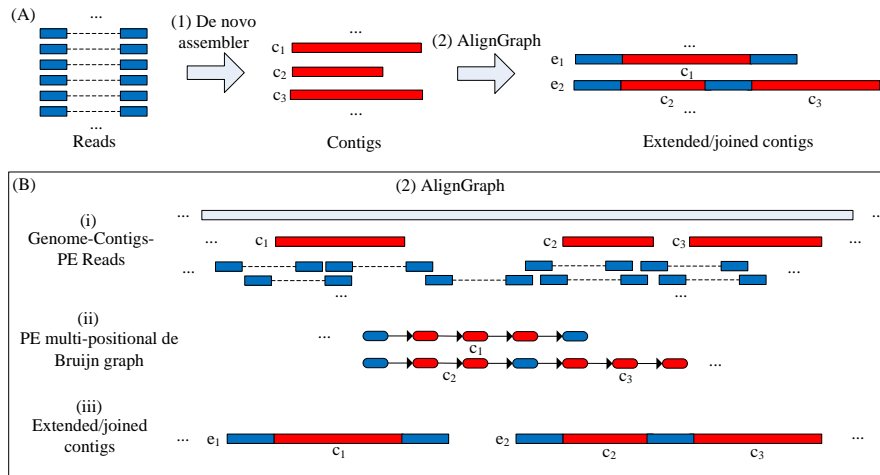 (A)
...
...
Reads
(1) De novo
assembler
...
c1
c2
c3
...
Contigs
(2) AlignGraph
...
e1
c1
e2
c2
c3
...
Extended/joined contigs
(B)
(2) AlignGraph
(i)
Genome-Contigs-
PE Reads
...
...
...
c1
c2
c3
...
...
...
...
...
(ii)
PE multi-positional de
Bruijn graph
...
c1
c2
c3
...
(iii)
Extended/joined
contigs
...
e1
c1
...
e2
c2
c3
...